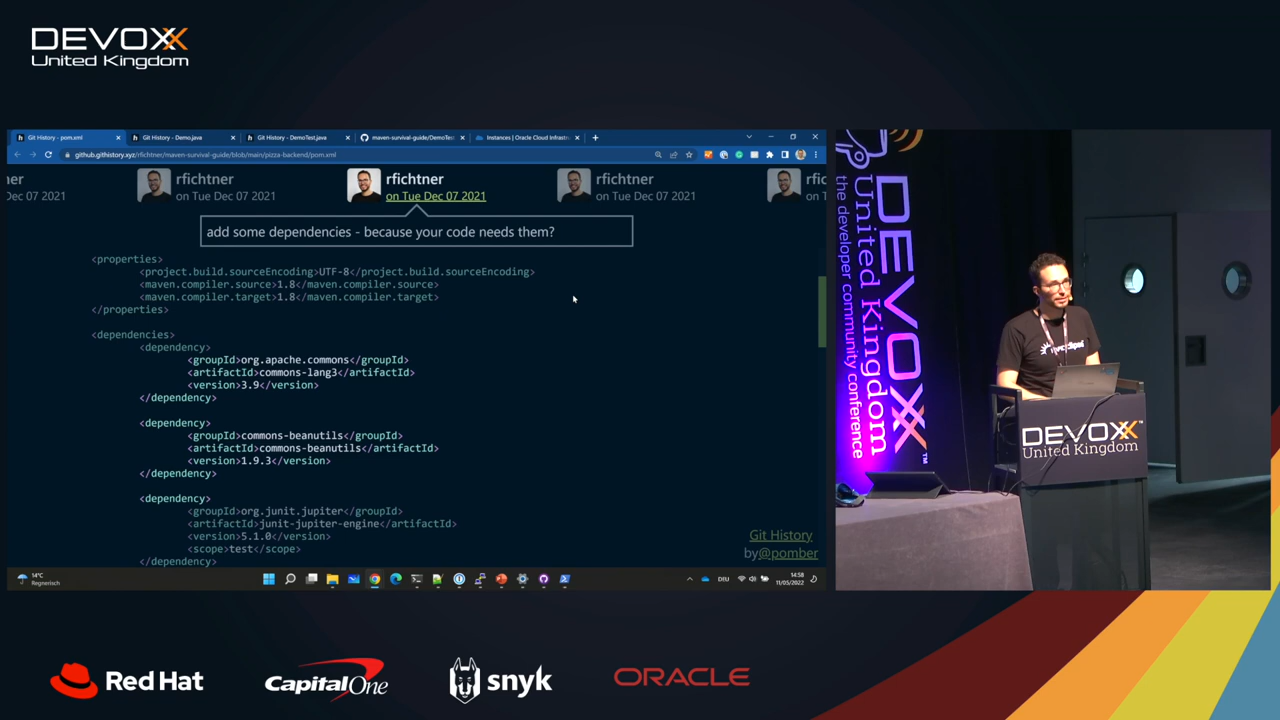 DEVOXX
United Kingdom
Git History - pom.xml
Git History - Demo.java
Git History - DemoTest.java
maven-survival-guide/DemoTest
Instances | Oracle Cloud Infrastr
github.githistory.xyz/rfichtner/maven-survival-guide/blob/main/pizza-backend/pom.xml
ner
Dec 07 2021
rfichtner
on Tue Dec 07 2021
rfichtner
on Tue Dec 07 2021
rfichtner
on Tue Dec 07 2021
rfic
on T
add some dependencies - because your code needs them?
<properties>
<project.build.sourceEncoding>UTF-8</project.build.sourceEncoding>
<maven.compiler.source>1.8</maven.compiler.source>
<maven.compiler.target>1.8</maven.compiler.target>
</properties>
<dependencies>
<dependency>
<groupId>org.apache.commons</groupId>
<artifactId>commons-lang3</artifactId>
<version>3.9</version>
</dependency>
<dependency>
<groupId>commons-beanutils</groupId>
<artifactId>commons-beanutils</artifactId>
<version>1.9.3</version>
</dependency>
<dependency>
<groupId>org.junit.jupiter</groupId>
<artifactId>junit-jupiter-engine</artifactId>
<version>5.1.0</version>
<scope>test</scope>
</dependency>
Git History
by@pomber
14°C
Regnerisch
DEU
14:58
11/05/2022
DEVOXX™
United Kingdom
the developer community conference
DEVOXX™
United Kingdom
Red Hat
Capital One
snyk
ORACLE